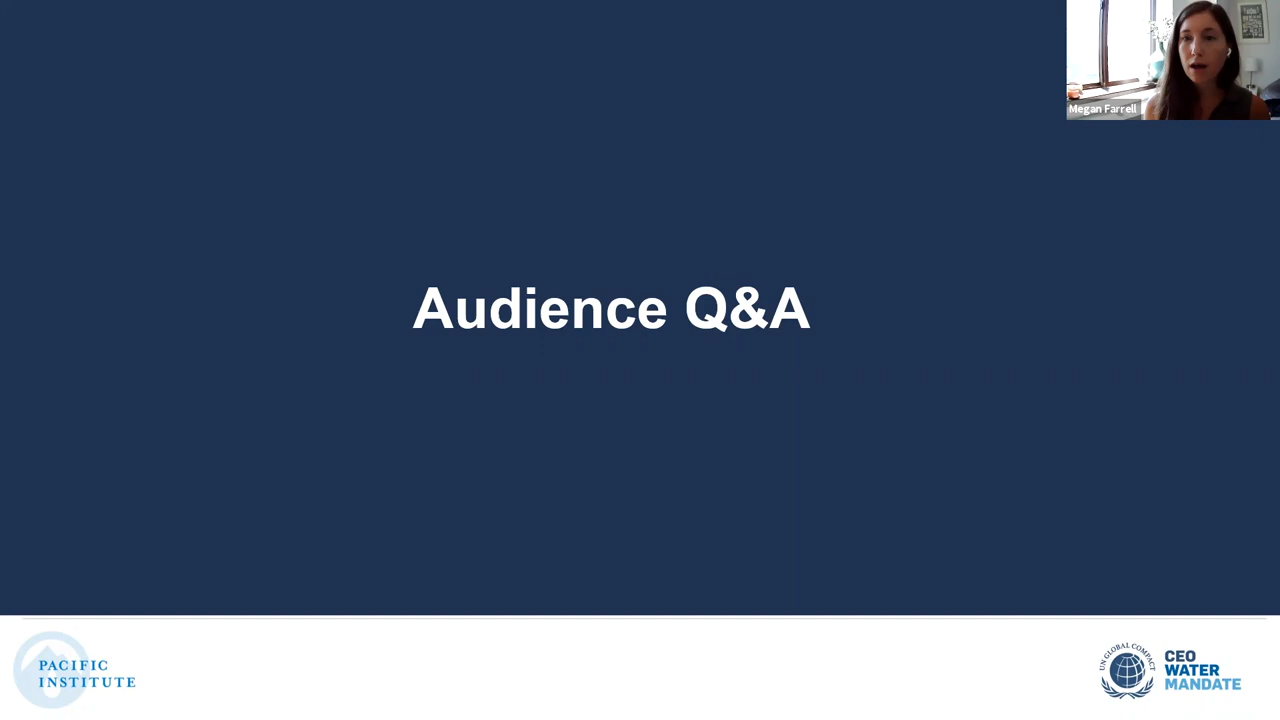 Megan Farrell
Audience Q&A
PACIFIC
INSTITUTE
UN GLOBAL COMPACT
CEO
WATER
MANDATE